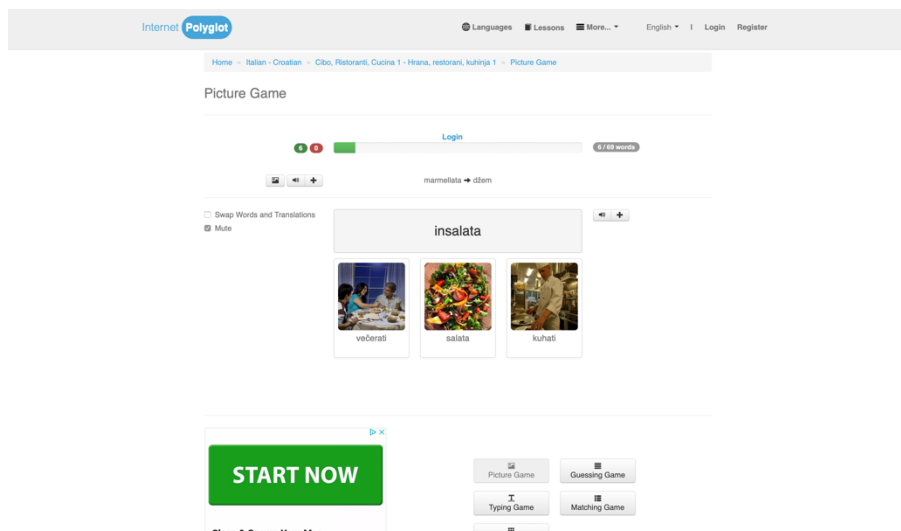 Internet Polyglot
Languages Lessons More... English | Login Register
Home » Italian - Croatian » Cibo, Ristoranti, Cucina 1 - Hrana, restorani, kuhinja 1 » Picture Game
Picture Game
Login
6 0 6 / 69 words
marmellata ➔ džem
Swap Words and Translations
Mute
insalata
večerati salata kuhati
START NOW
Picture Game Guessing Game
Typing Game Matching Game